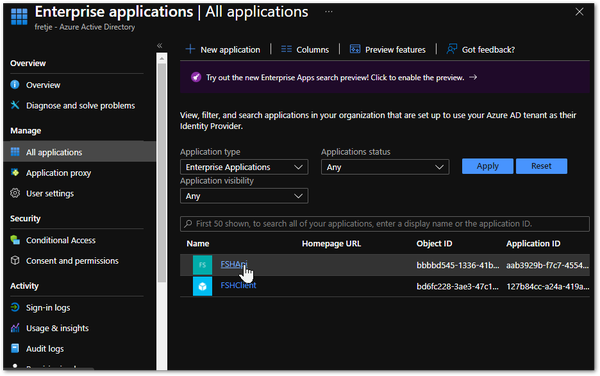 Enterprise applications | All applications ...
fretje - Azure Active Directory
«
Overview
Overview
Diagnose and solve problems
Manage
All applications
Application proxy
User settings
Security
Conditional Access
Consent and permissions
Activity
Sign-in logs
Usage & insights
Audit logs
+ New application
Columns
Preview features
Got feedback?
Try out the new Enterprise Apps search preview! Click to enable the preview. →
View, filter, and search applications in your organization that are set up to use your Azure AD tenant as their
Identity Provider.
Application type
Applications status
Enterprise Applications
Any
Apply
Reset
Application visibility
Any
First 50 shown, to search all of your applications, enter a display name or the application ID.
Name Homepage URL Object ID Application ID
FS FSHApi bbbbd545-1336-41b... aab3929b-f7c7-4554...
FSHClient bd6fc228-3ae3-47c1... 127b84cc-a24a-419a...